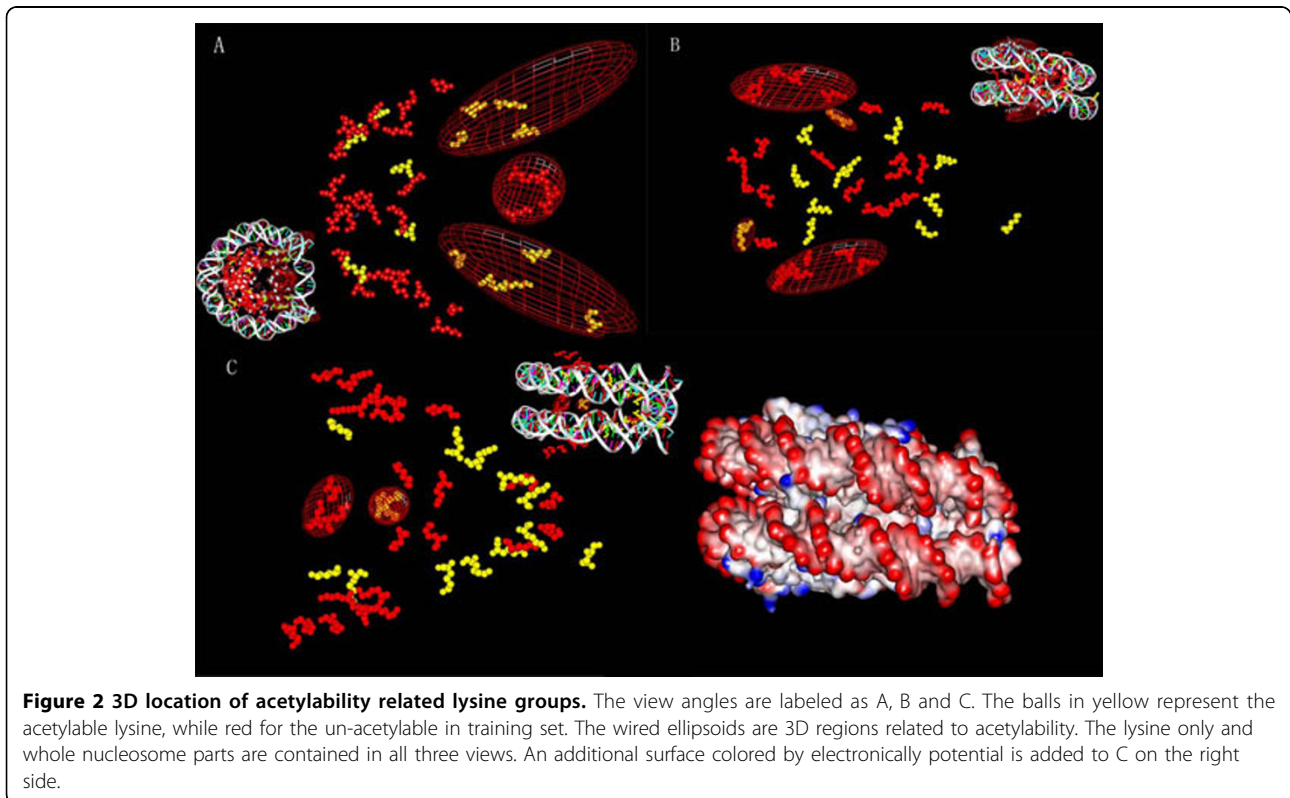 A
B
C
Figure 2 3D location of acetylability related lysine groups. The view angles are labeled as A, B and C. The balls in yellow represent the
acetylable lysine, while red for the un-acetylable in training set. The wired ellipsoids are 3D regions related to acetylability. The lysine only and
whole nucleosome parts are contained in all three views. An additional surface colored by electronically potential is added to C on the right
side.